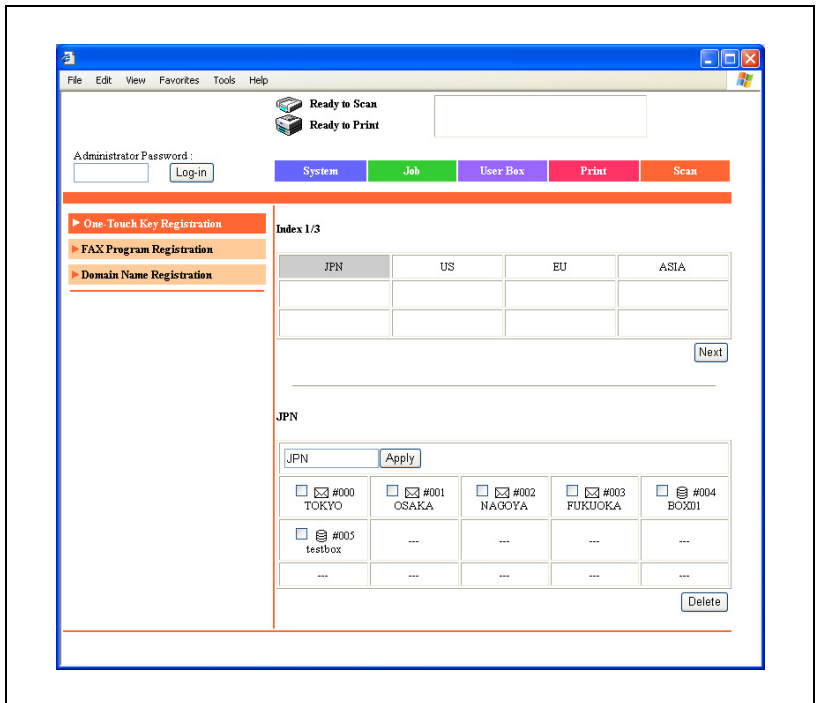 File Edit View Favorites Tools Help
Ready to Scan
Ready to Print
Administrator Password :
Log-in
System Job User Box Print Scan
One-Touch Key Registration
FAX Program Registration
Domain Name Registration
Index 1/3
JPN US EU ASIA
Next
JPN
JPN Apply
#000 #001 #002 #003 #004
TOKYO OSAKA NAGOYA FUKUOKA BOX01
#005
testbox --- --- --- ---
--- --- --- --- ---
Delete